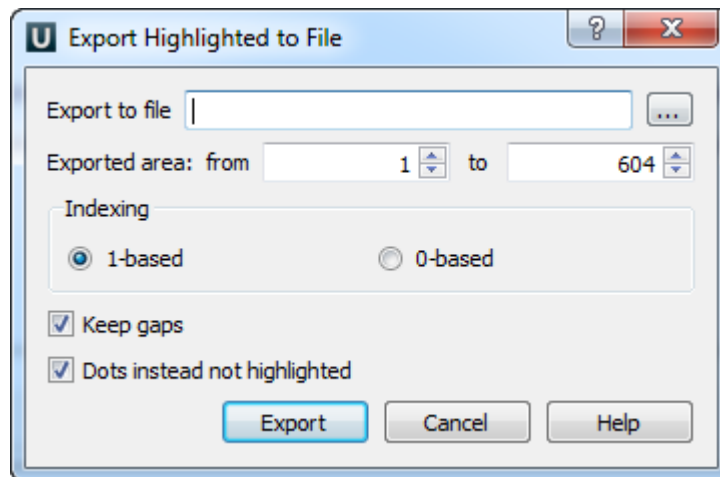 U Export Highlighted to File ? X
Export to file ...
Exported area: from 1 to 604
Indexing
1-based 0-based
Keep gaps
Dots instead not highlighted
Export Cancel Help